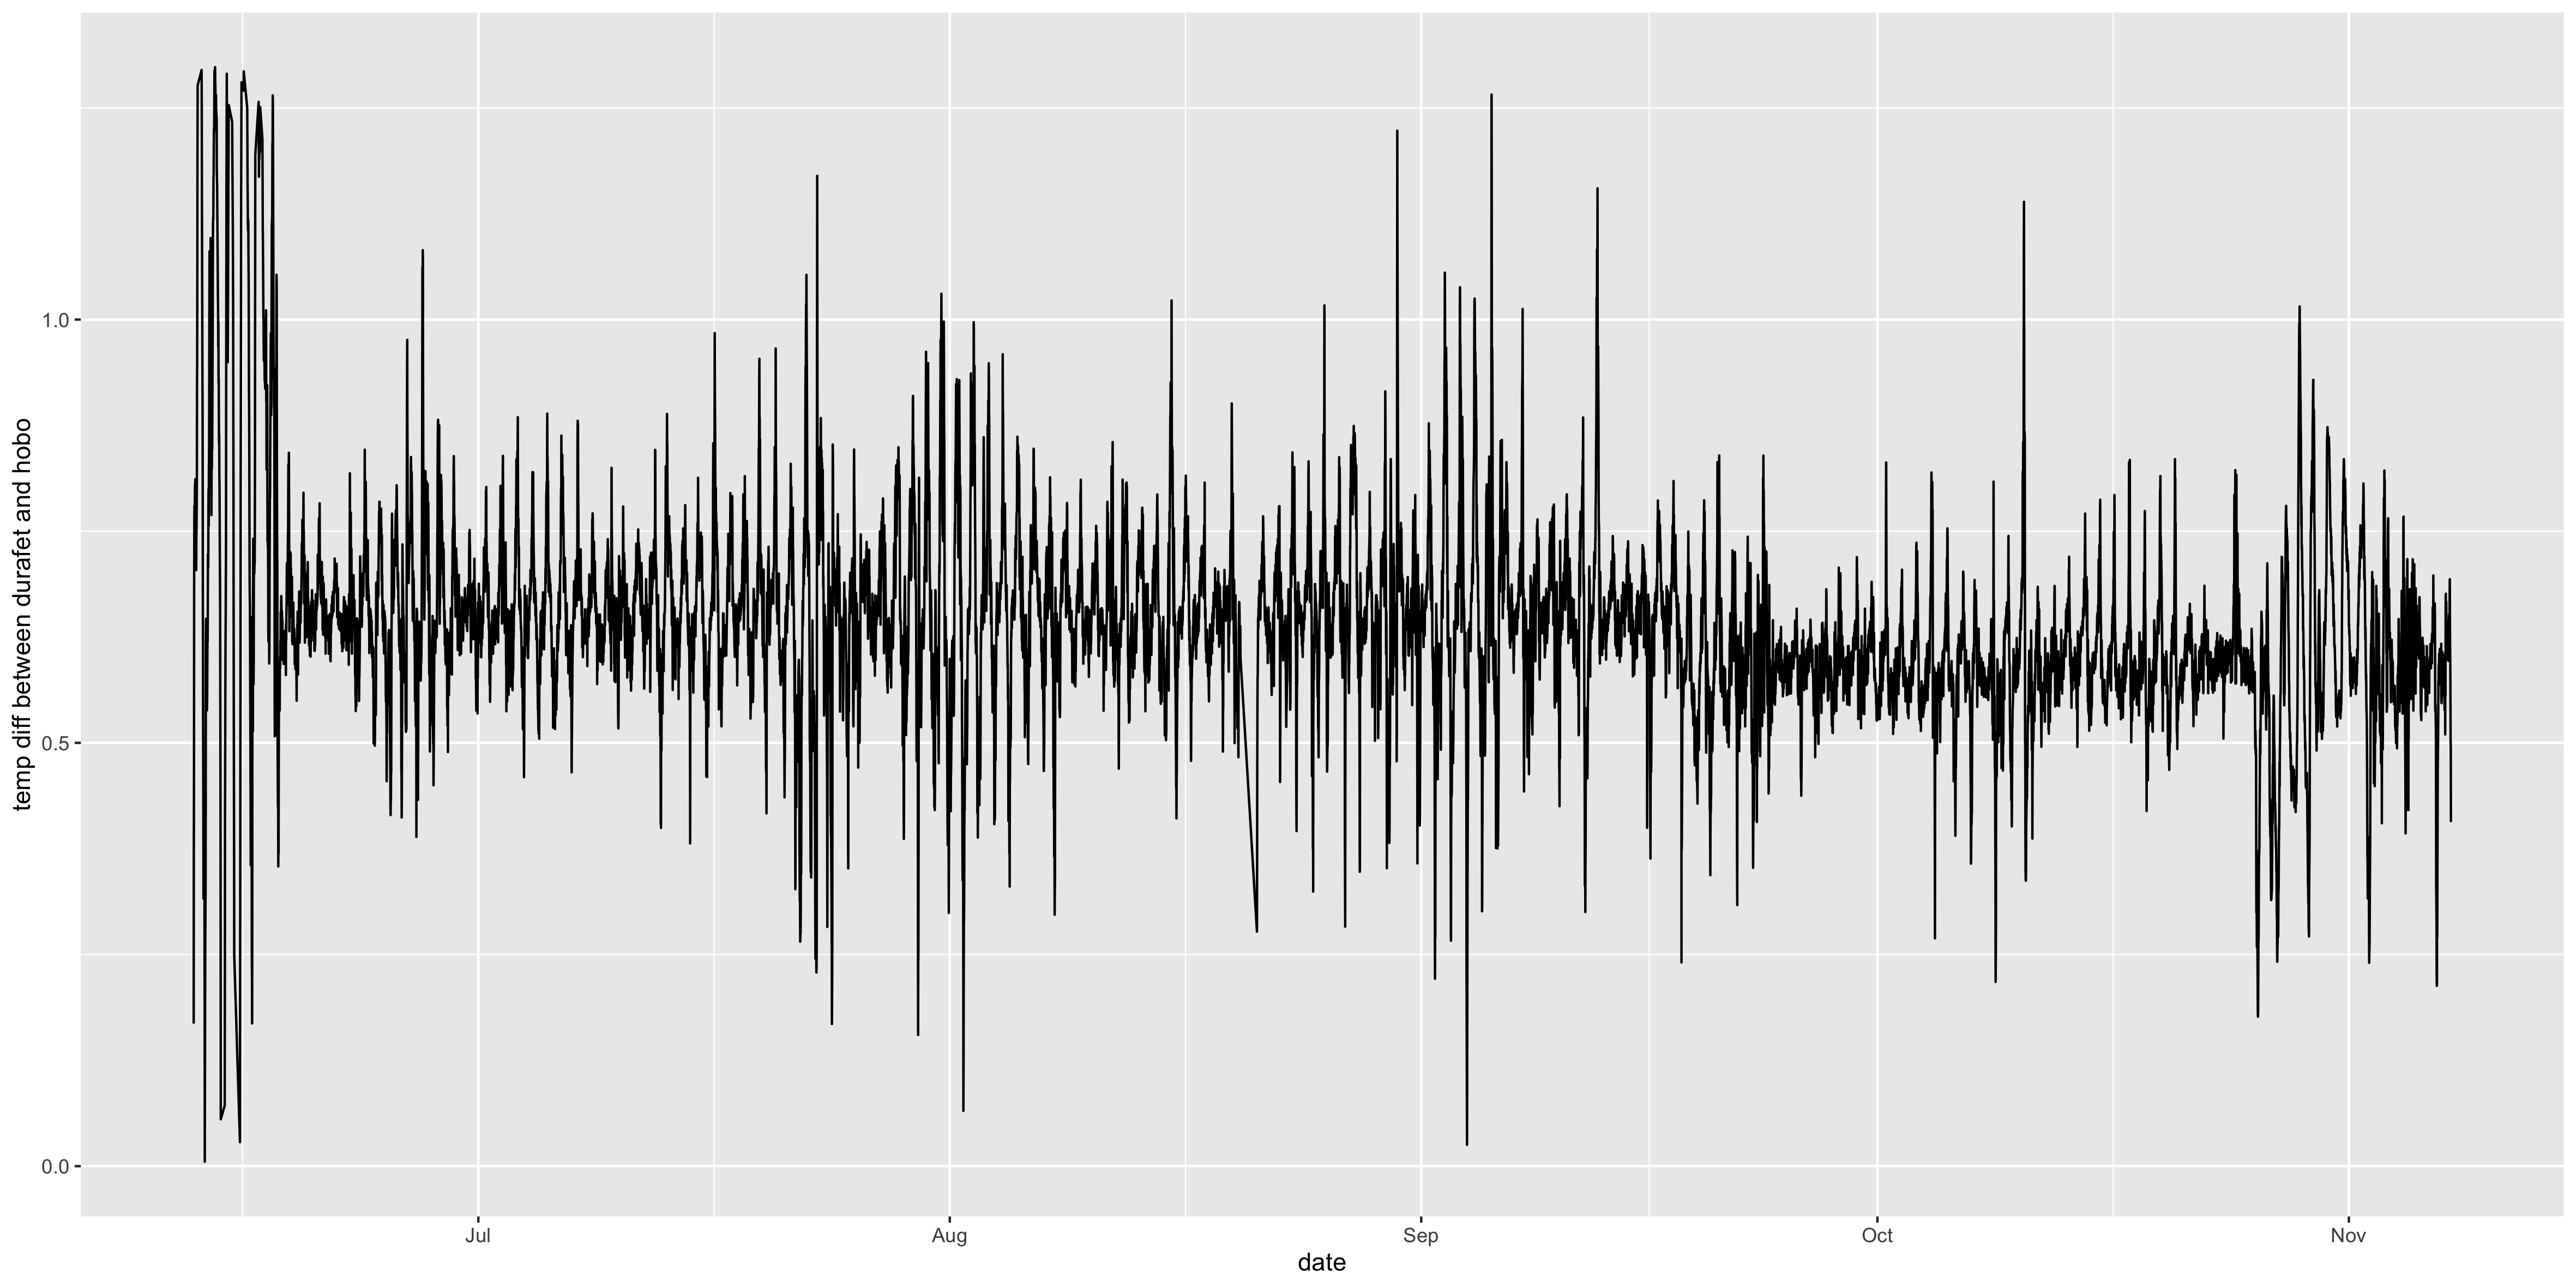 temp diff between durafet and hobo
1.0
0.5
0.0
Jul Aug Sep Oct Nov
date